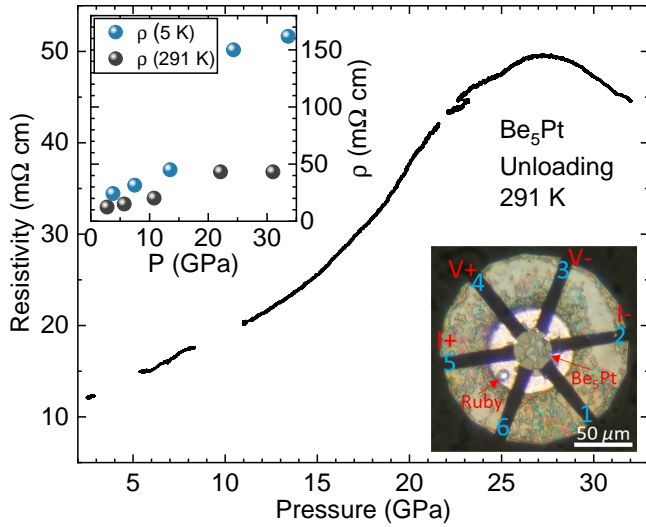 50
40
30
20
10
Resistivity (mΩ cm)
5
10
15
20
25
30
Pressure (GPa)
ρ (5 K)
ρ (291 K)
150
100
50
0
ρ (mΩ cm)
0
10
20
30
P (GPa)
Be₅Pt
Unloading
291 K
V+
4
V-
3
I-
2
I+
5
Be₅Pt
Ruby
6
1
50 μm